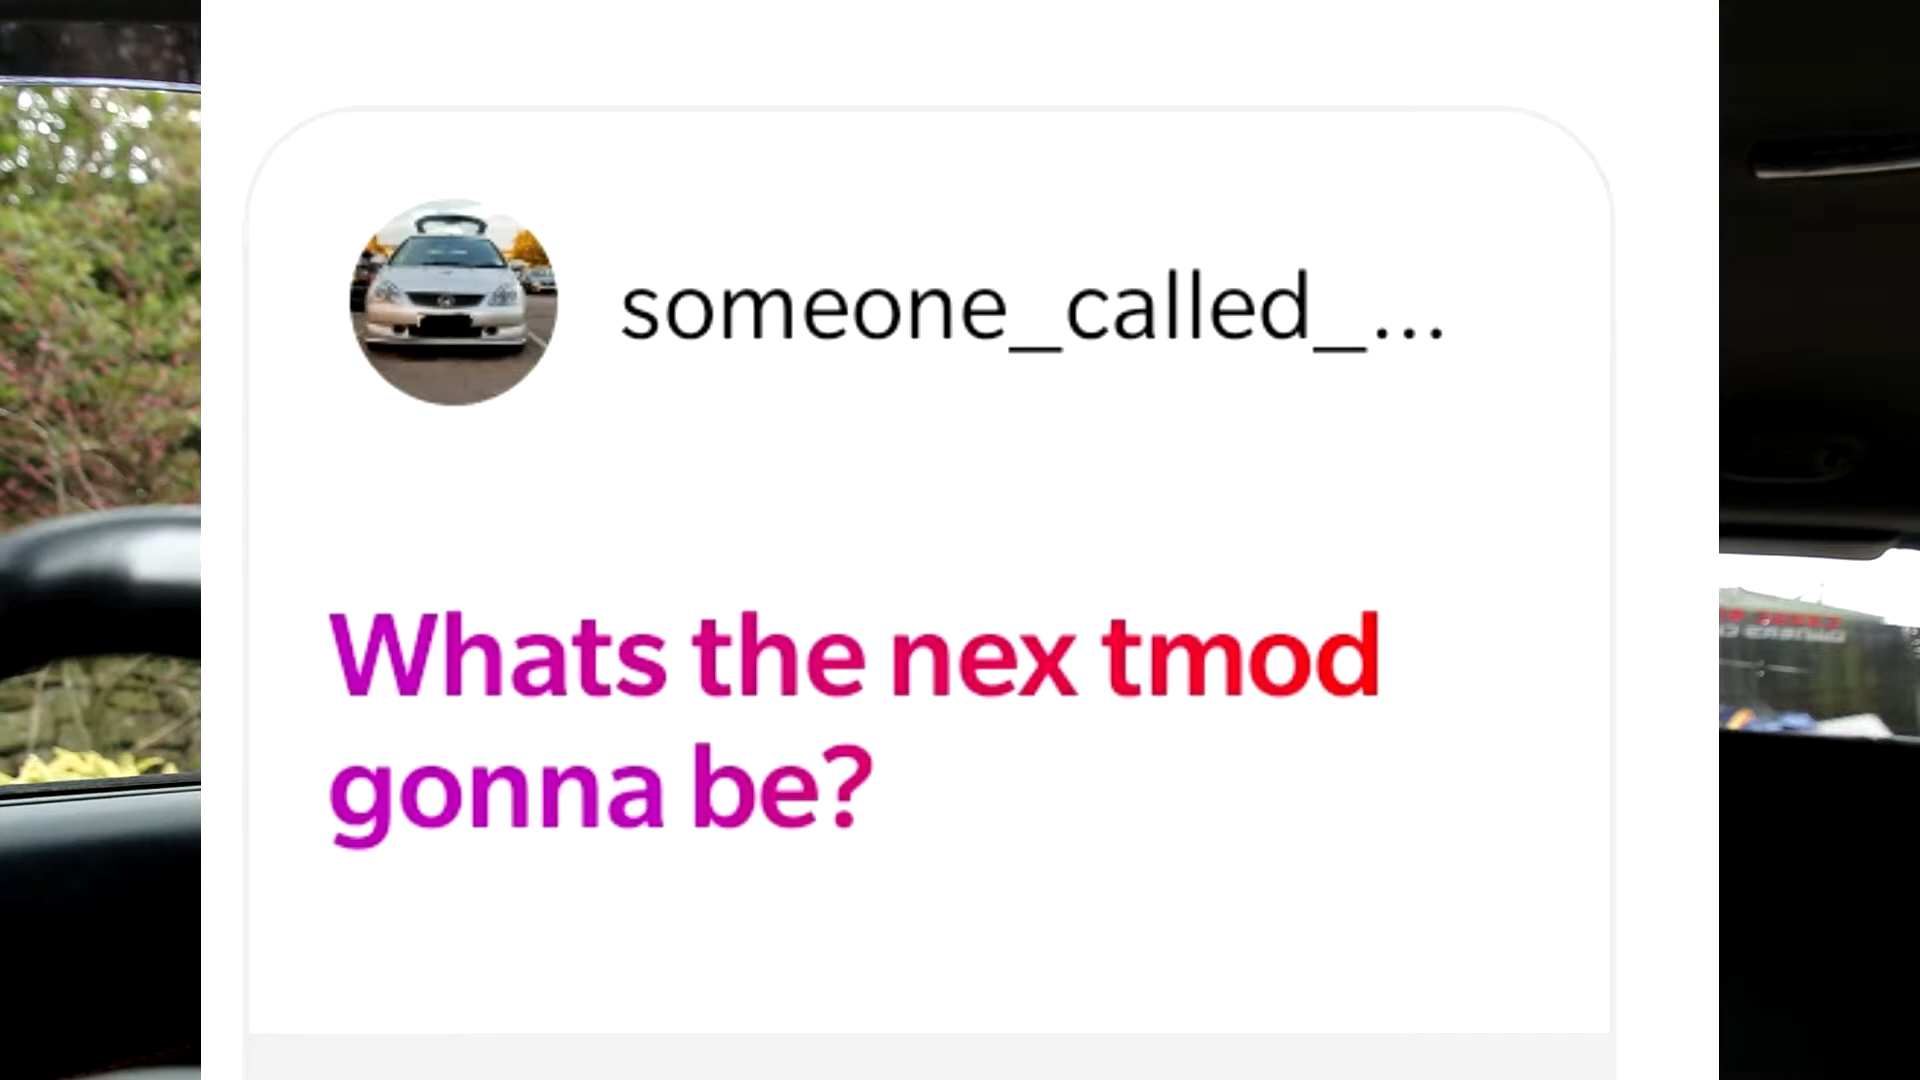 someone_called_...
Whats the nex tmod
gonna be?